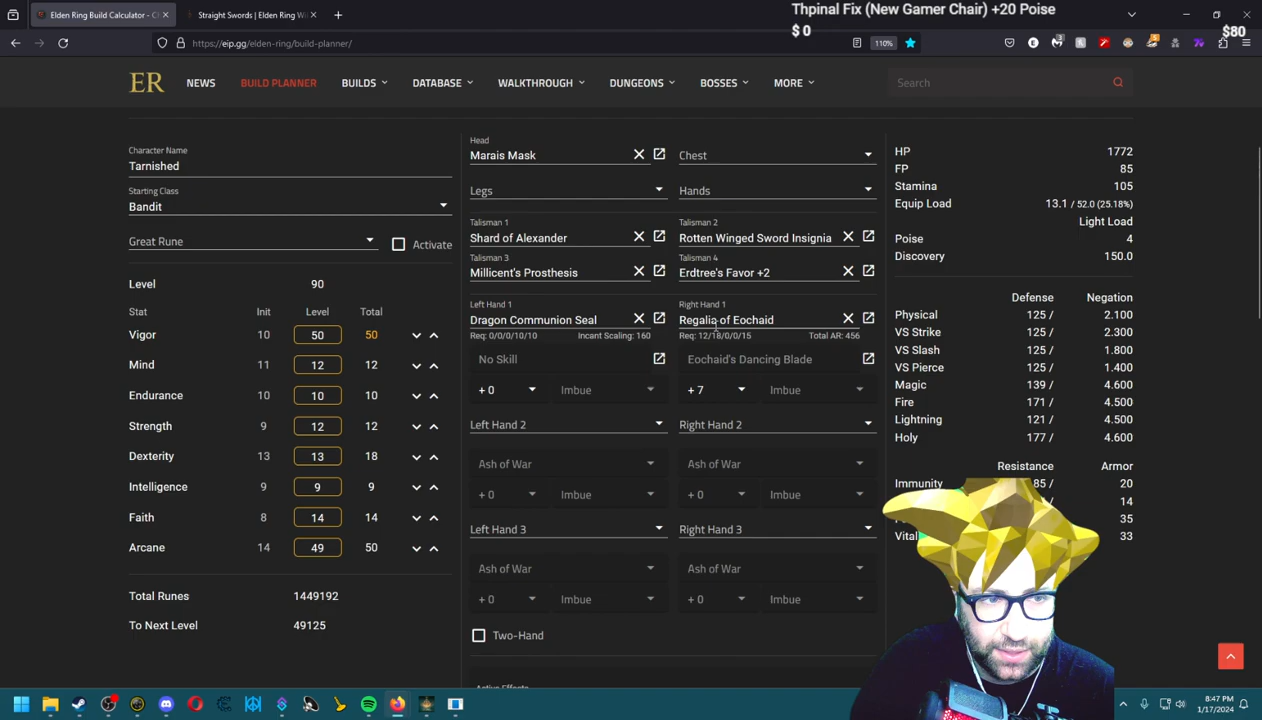 Elden Ring Build Calculator - C
Straight Swords | Elden Ring W
Thpinal Fix (New Gamer Chair) +20 Poise
$ 0
$80
https://eip.gg/elden-ring/build-planner/
110%
ER
NEWS
BUILD PLANNER
BUILDS
DATABASE
WALKTHROUGH
DUNGEONS
BOSSES
MORE
Search
Character Name
Tarnished
Starting Class
Bandit
Great Rune
Activate
Level 90
Stat Init Level Total
Vigor 10 50 50
Mind 11 12 12
Endurance 10 10 10
Strength 9 12 12
Dexterity 13 13 18
Intelligence 9 9 9
Faith 8 14 14
Arcane 14 49 50
Total Runes 1449192
To Next Level 49125
Head
Marais Mask
Chest
Legs
Hands
Talisman 1
Shard of Alexander
Talisman 2
Rotten Winged Sword Insignia
Talisman 3
Millicent's Prosthesis
Talisman 4
Erdtree's Favor +2
Left Hand 1
Dragon Communion Seal
Req: 0/0/0/10/10 Incant Scaling: 160
Right Hand 1
Regalia of Eochaid
Req: 12/18/0/0/15 Total AR: 456
No Skill
Eochaid's Dancing Blade
+ 0 Imbue
+ 7 Imbue
Left Hand 2
Right Hand 2
Ash of War
Ash of War
+ 0 Imbue
+ 0 Imbue
Left Hand 3
Right Hand 3
Ash of War
Ash of War
+ 0 Imbue
+ 0 Imbue
Two-Hand
Active Effects
HP 1772
FP 85
Stamina 105
Equip Load 13.1 / 52.0 (25.18%)
Light Load
Poise 4
Discovery 150.0
Defense Negation
Physical 125 / 2.100
VS Strike 125 / 2.300
VS Slash 125 / 1.800
VS Pierce 125 / 1.400
Magic 139 / 4.600
Fire 171 / 4.500
Lightning 121 / 4.500
Holy 177 / 4.600
Resistance Armor
Immunity 85 / 20
14
35
Vital 33
8:47 PM
1/17/2024